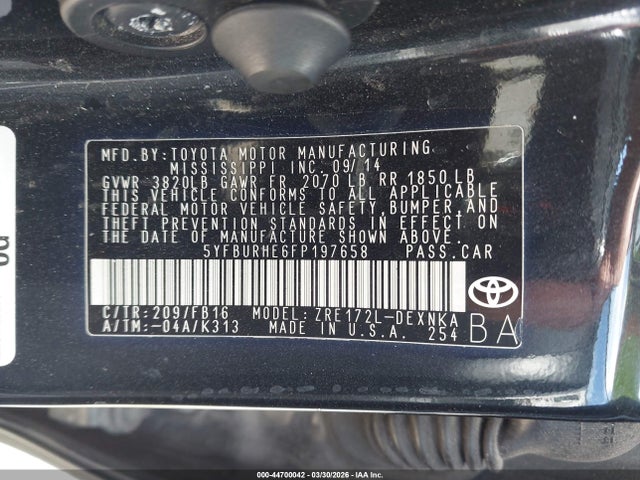 MFD.BY:TOYOTA MOTOR MANUFACTURING
MISSISSIPPI INC. 09/14
GVWR 3820LB GAWR FR 2070 LB RR 1850 LB
THIS VEHICLE CONFORMS TO ALL APPLICABLE
FEDERAL MOTOR VEHICLE SAFETY, BUMPER, AND
THEFT PREVENTION STANDARDS IN EFFECT ON
THE DATE OF MANUFACTURE SHOWN ABOVE.
5YFBURHE6FP197658 PASS.CAR
C/TR:209/FB16 MODEL:ZRE172L-DEXNKA
A/TM:-04A/K313 MADE IN U.S.A. 254
BA
000-44700042 | 03/30/2026 | IAA Inc.